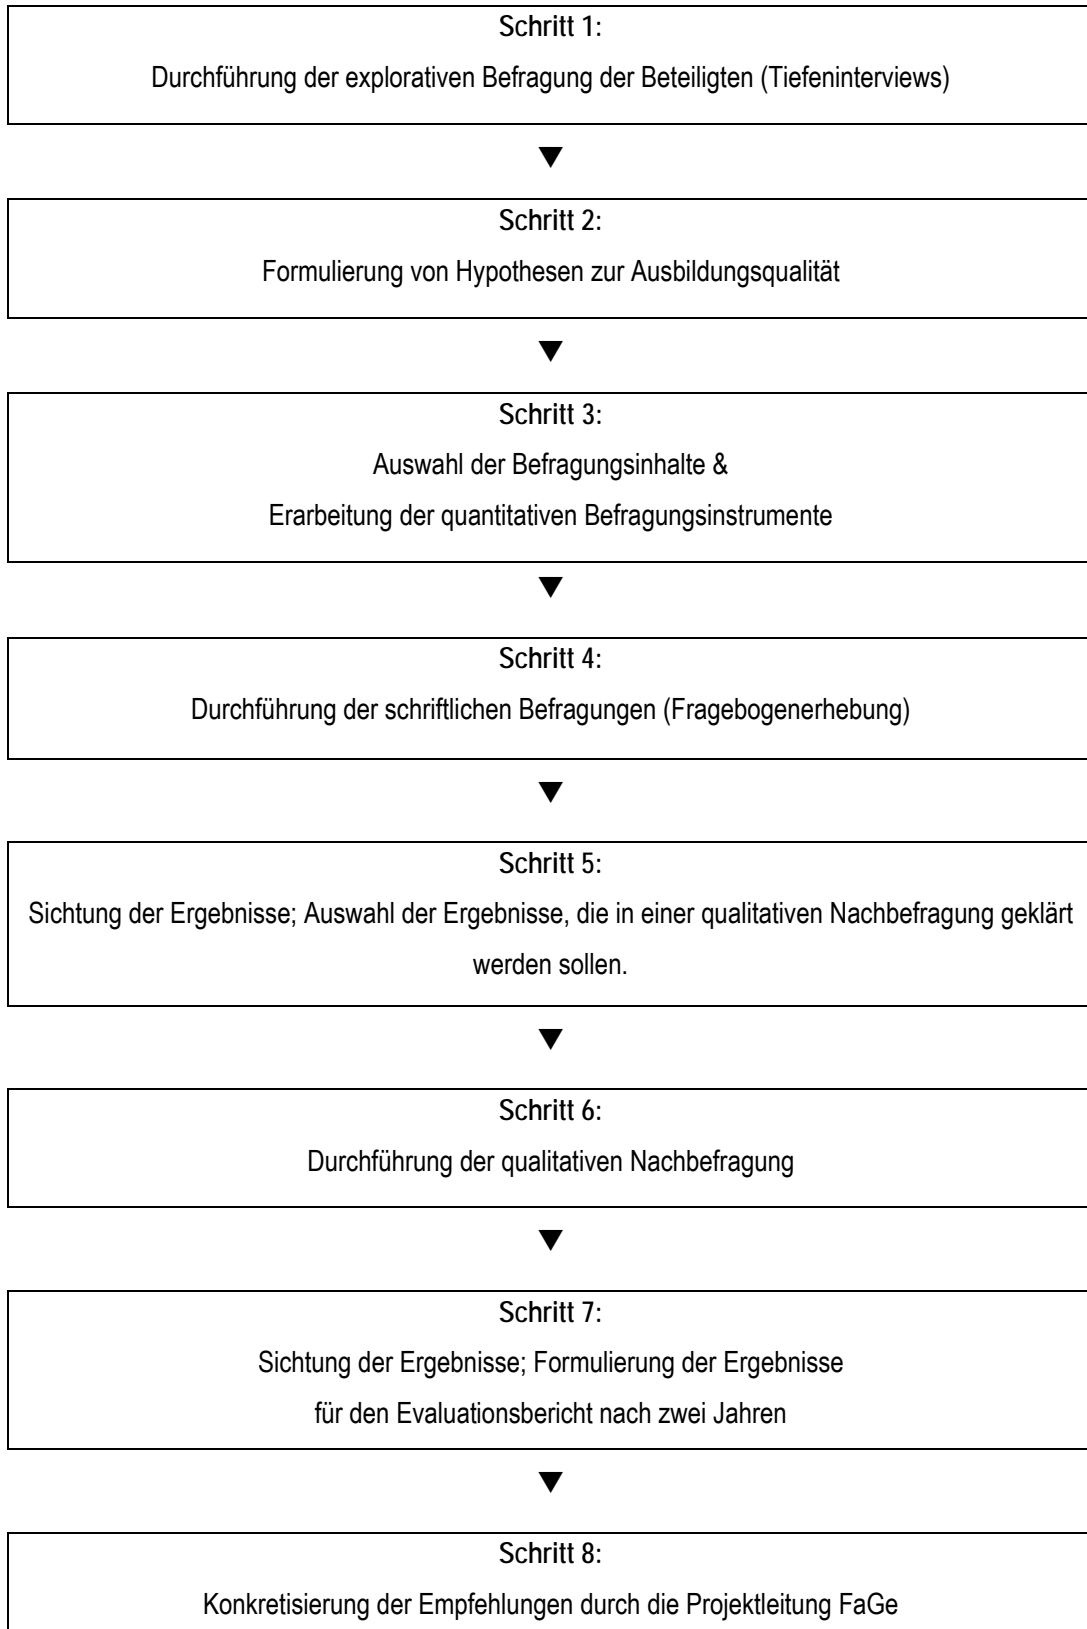 Schritt 1:
Durchführung der explorativen Befragung der Beteiligten (Tiefeninterviews)
Schritt 2:
Formulierung von Hypothesen zur Ausbildungsqualität
Schritt 3:
Auswahl der Befragungsinhalte &
Erarbeitung der quantitativen Befragungsinstrumente
Schritt 4:
Durchführung der schriftlichen Befragungen (Fragebogenerhebung)
Schritt 5:
Sichtung der Ergebnisse; Auswahl der Ergebnisse, die in einer qualitativen Nachbefragung geklärt
werden sollen.
Schritt 6:
Durchführung der qualitativen Nachbefragung
Schritt 7:
Sichtung der Ergebnisse; Formulierung der Ergebnisse
für den Evaluationsbericht nach zwei Jahren
Schritt 8:
Konkretisierung der Empfehlungen durch die Projektleitung FaGe